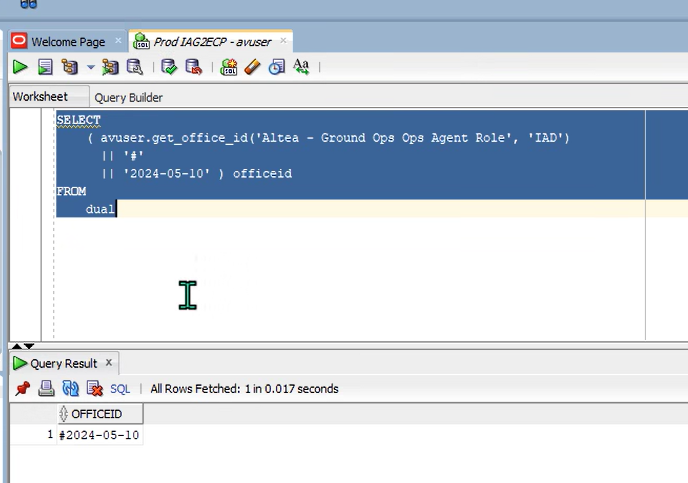 Welcome Page
Prod IAG2ECP - avuser
Worksheet
Query Builder
SELECT
( avuser.get_office_id('Altea - Ground Ops Ops Agent Role', 'IAD')
|| '#'
|| '2024-05-10' ) officeid
FROM
dual
Query Result
SQL | All Rows Fetched: 1 in 0.017 seconds
OFFICEID
1 #2024-05-10